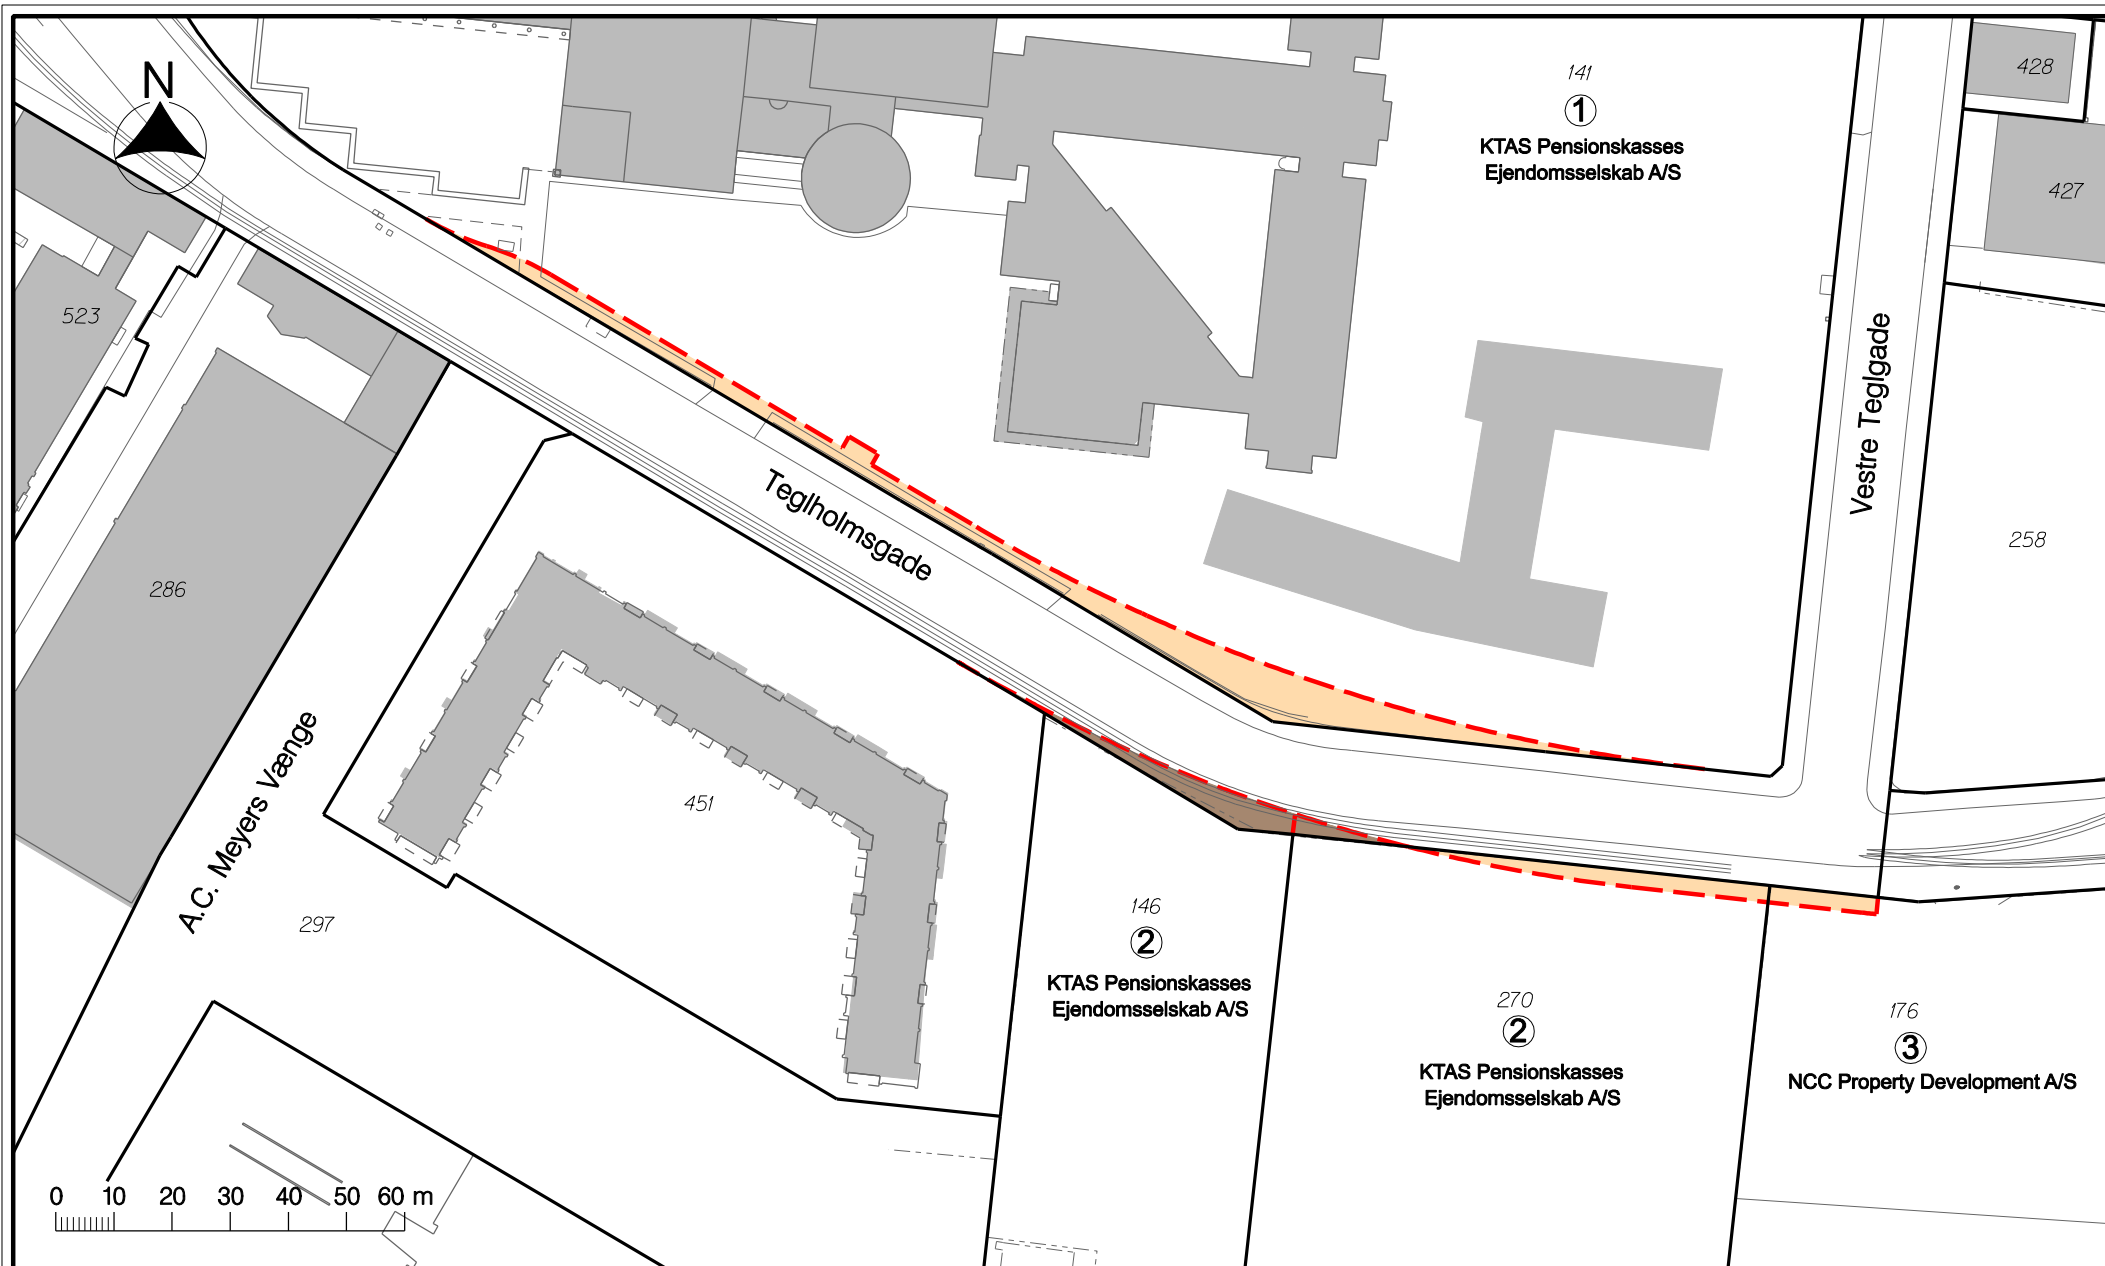 N
141
1
KTAS Pensionskasses
Ejendomsselskab A/S
428
427
523
Vestre Teglgade
Teglholmsgade
258
286
451
A.C. Meyers Vænge
297
146
2
KTAS Pensionskasses
Ejendomsselskab A/S
270
2
KTAS Pensionskasses
Ejendomsselskab A/S
176
3
NCC Property Development A/S
0 10 20 30 40 50 60 m